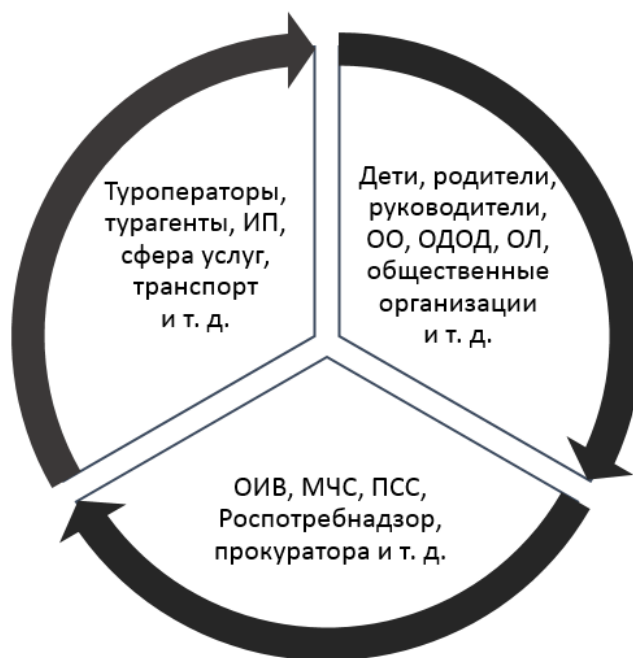 Туроператоры,
турагенты, ИП,
сфера услуг,
транспорт
и т. д.
Дети, родители,
руководители,
ОО, ОДОД, ОЛ,
общественные
организации
и т. д.
ОИВ, МЧС, ПСС,
Роспотребнадзор,
прокуратора и т. д.